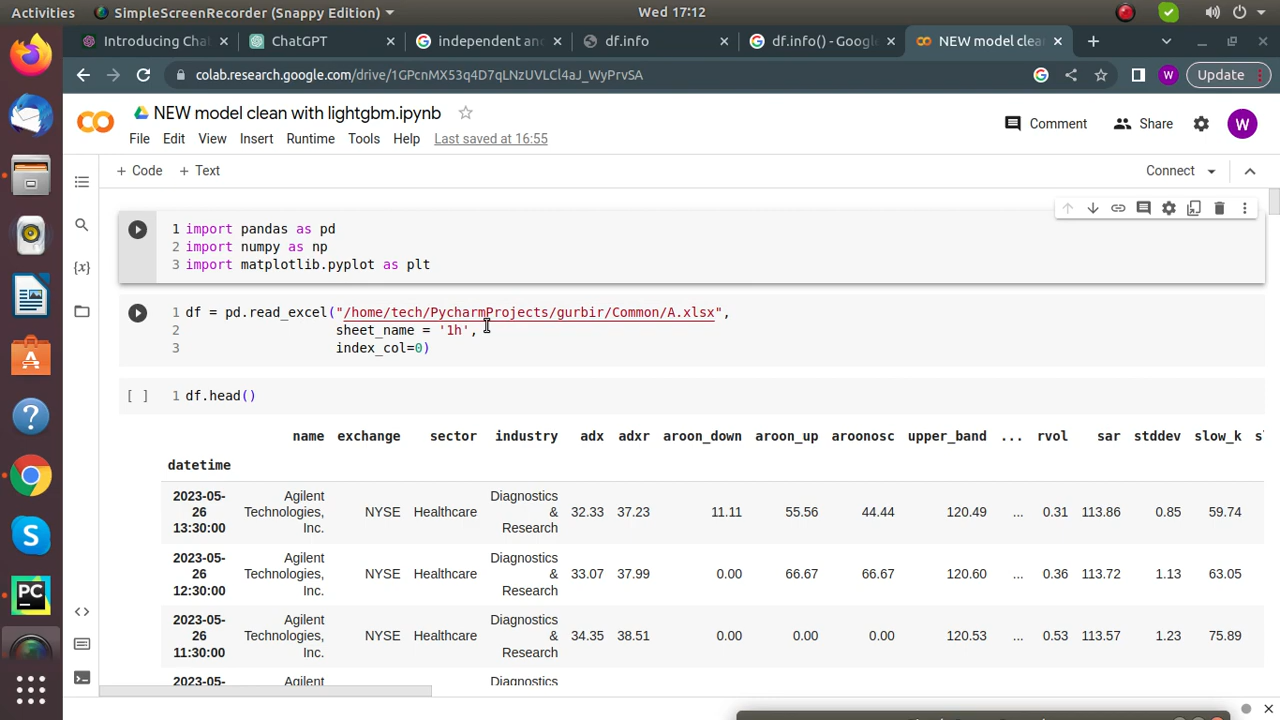 Activities SimpleScreenRecorder (Snappy Edition) Wed 17:12
Introducing Cha ChatGPT independent an df.info df.info() - Goog NEW model clea
colab.research.google.com/drive/1GPcnMX53q4D7qLNzUVLCl4aJ_WyPrvSA W Update
NEW model clean with lightgbm.ipynb
Comment Share W
File Edit View Insert Runtime Tools Help Last saved at 16:55
+ Code + Text Connect
1 import pandas as pd
2 import numpy as np
3 import matplotlib.pyplot as plt
1 df = pd.read_excel("/home/tech/PycharmProjects/gurbir/Common/A.xlsx",
2 sheet_name = '1h',
3 index_col=0)
[ ] 1 df.head()
name exchange sector industry adx adxr aroon_down aroon_up aroonosc upper_band ... rvol sar stddev slow_k
datetime
2023-05-26 13:30:00 Agilent Technologies, Inc. NYSE Healthcare Diagnostics & Research 32.33 37.23 11.11 55.56 44.44 120.49 ... 0.31 113.86 0.85 59.74
2023-05-26 12:30:00 Agilent Technologies, Inc. NYSE Healthcare Diagnostics & Research 33.07 37.99 0.00 66.67 66.67 120.60 ... 0.36 113.72 1.13 63.05
2023-05-26 11:30:00 Agilent Technologies, Inc. NYSE Healthcare Diagnostics & Research 34.35 38.51 0.00 0.00 0.00 120.53 ... 0.53 113.57 1.23 75.89
2023-05- Agilent Diagnostics